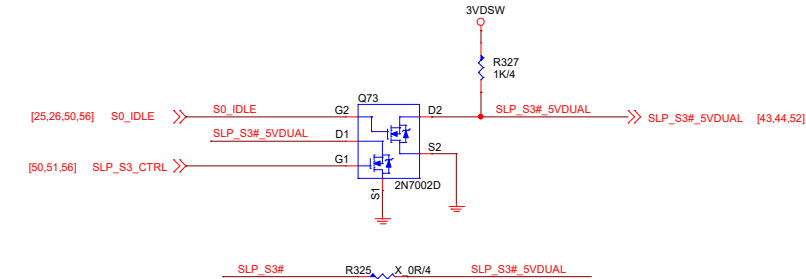 3VDSW
R327
1K/4
Q73
[25,26,50,56] S0_IDLE S0_IDLE G2 D2 SLP_S3#_5VDUAL SLP_S3#_5VDUAL [43,44,52]
SLP_S3#_5VDUAL D1
S2
[50,51,56] SLP_S3_CTRL G1
2N7002D
S1
SLP_S3# R325 X_0R/4 SLP_S3#_5VDUAL